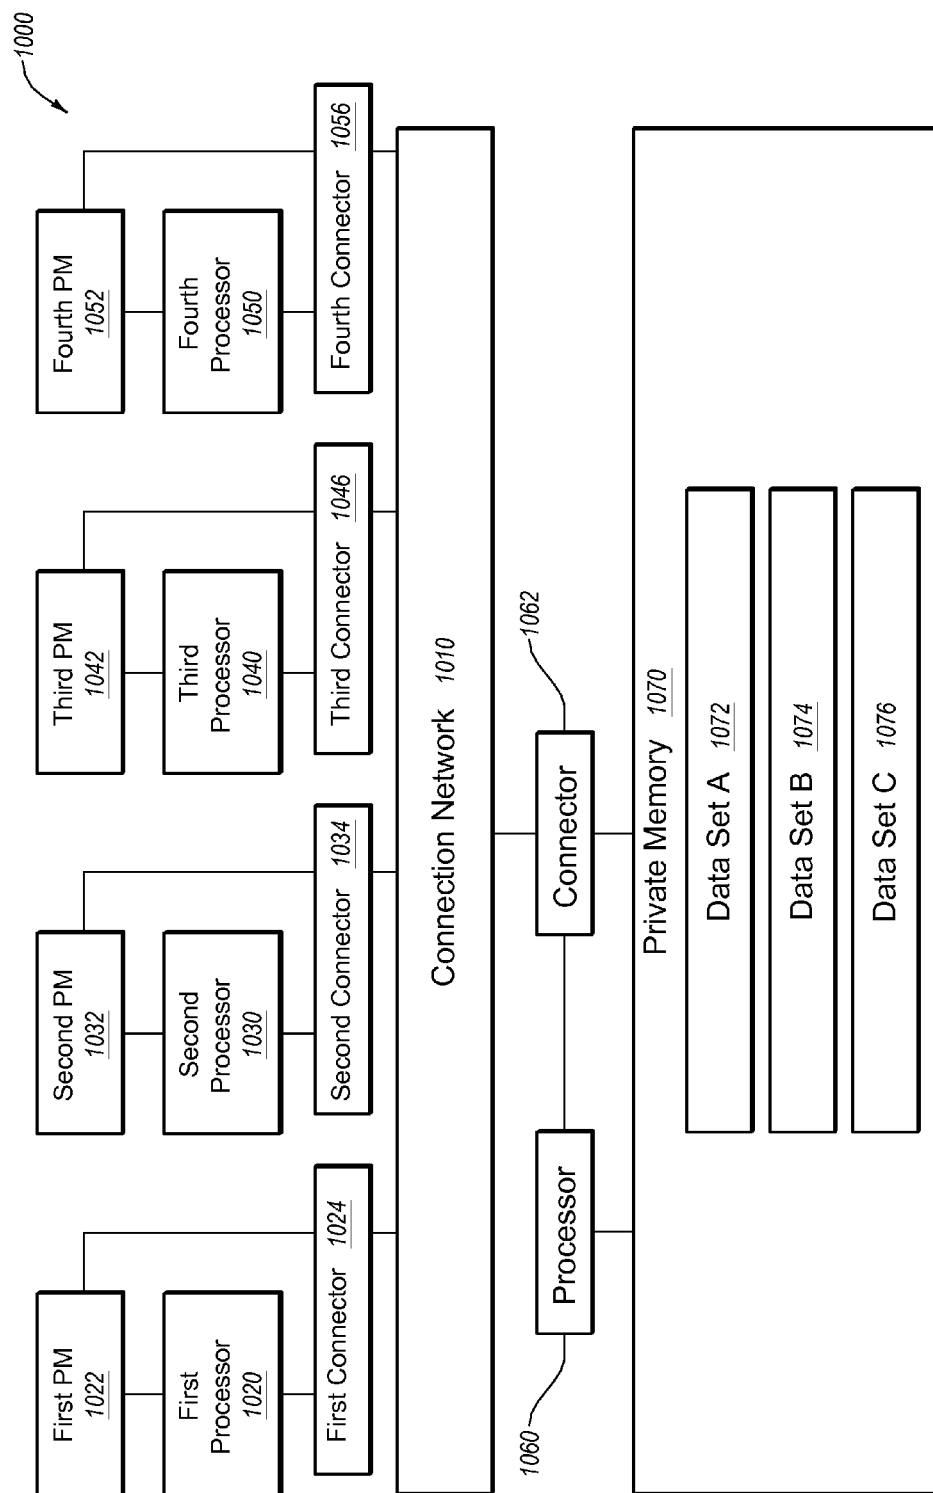 1000
First PM
1022
First
Processor
1020
First Connector 1024
Second PM
1032
Second
Processor
1030
Second Connector 1034
Third PM
1042
Third
Processor
1040
Third Connector 1046
Fourth PM
1052
Fourth
Processor
1050
Fourth Connector 1056
Connection Network 1010
1060
Processor
Connector
1062
Private Memory 1070
Data Set A 1072
Data Set B 1074
Data Set C 1076